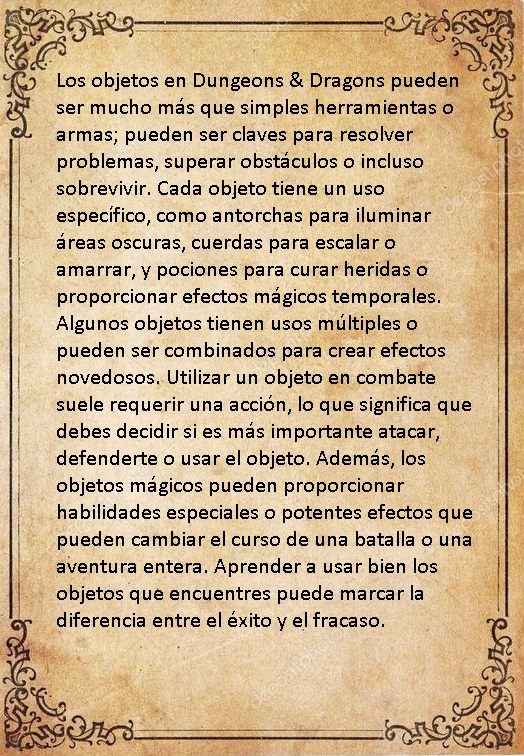 Los objetos en Dungeons & Dragons pueden
ser mucho más que simples herramientas o
armas; pueden ser claves para resolver
problemas, superar obstáculos o incluso
sobrevivir. Cada objeto tiene un uso
específico, como antorchas para iluminar
áreas oscuras, cuerdas para escalar o
amarrar, y pociones para curar heridas o
proporcionar efectos mágicos temporales.
Algunos objetos tienen usos múltiples o
pueden ser combinados para crear efectos
novedosos. Utilizar un objeto en combate
suele requerir una acción, lo que significa que
debes decidir si es más importante atacar,
defenderte o usar el objeto. Además, los
objetos mágicos pueden proporcionar
habilidades especiales o potentes efectos que
pueden cambiar el curso de una batalla o una
aventura entera. Aprender a usar bien los
objetos que encuentres puede marcar la
diferencia entre el éxito y el fracaso.